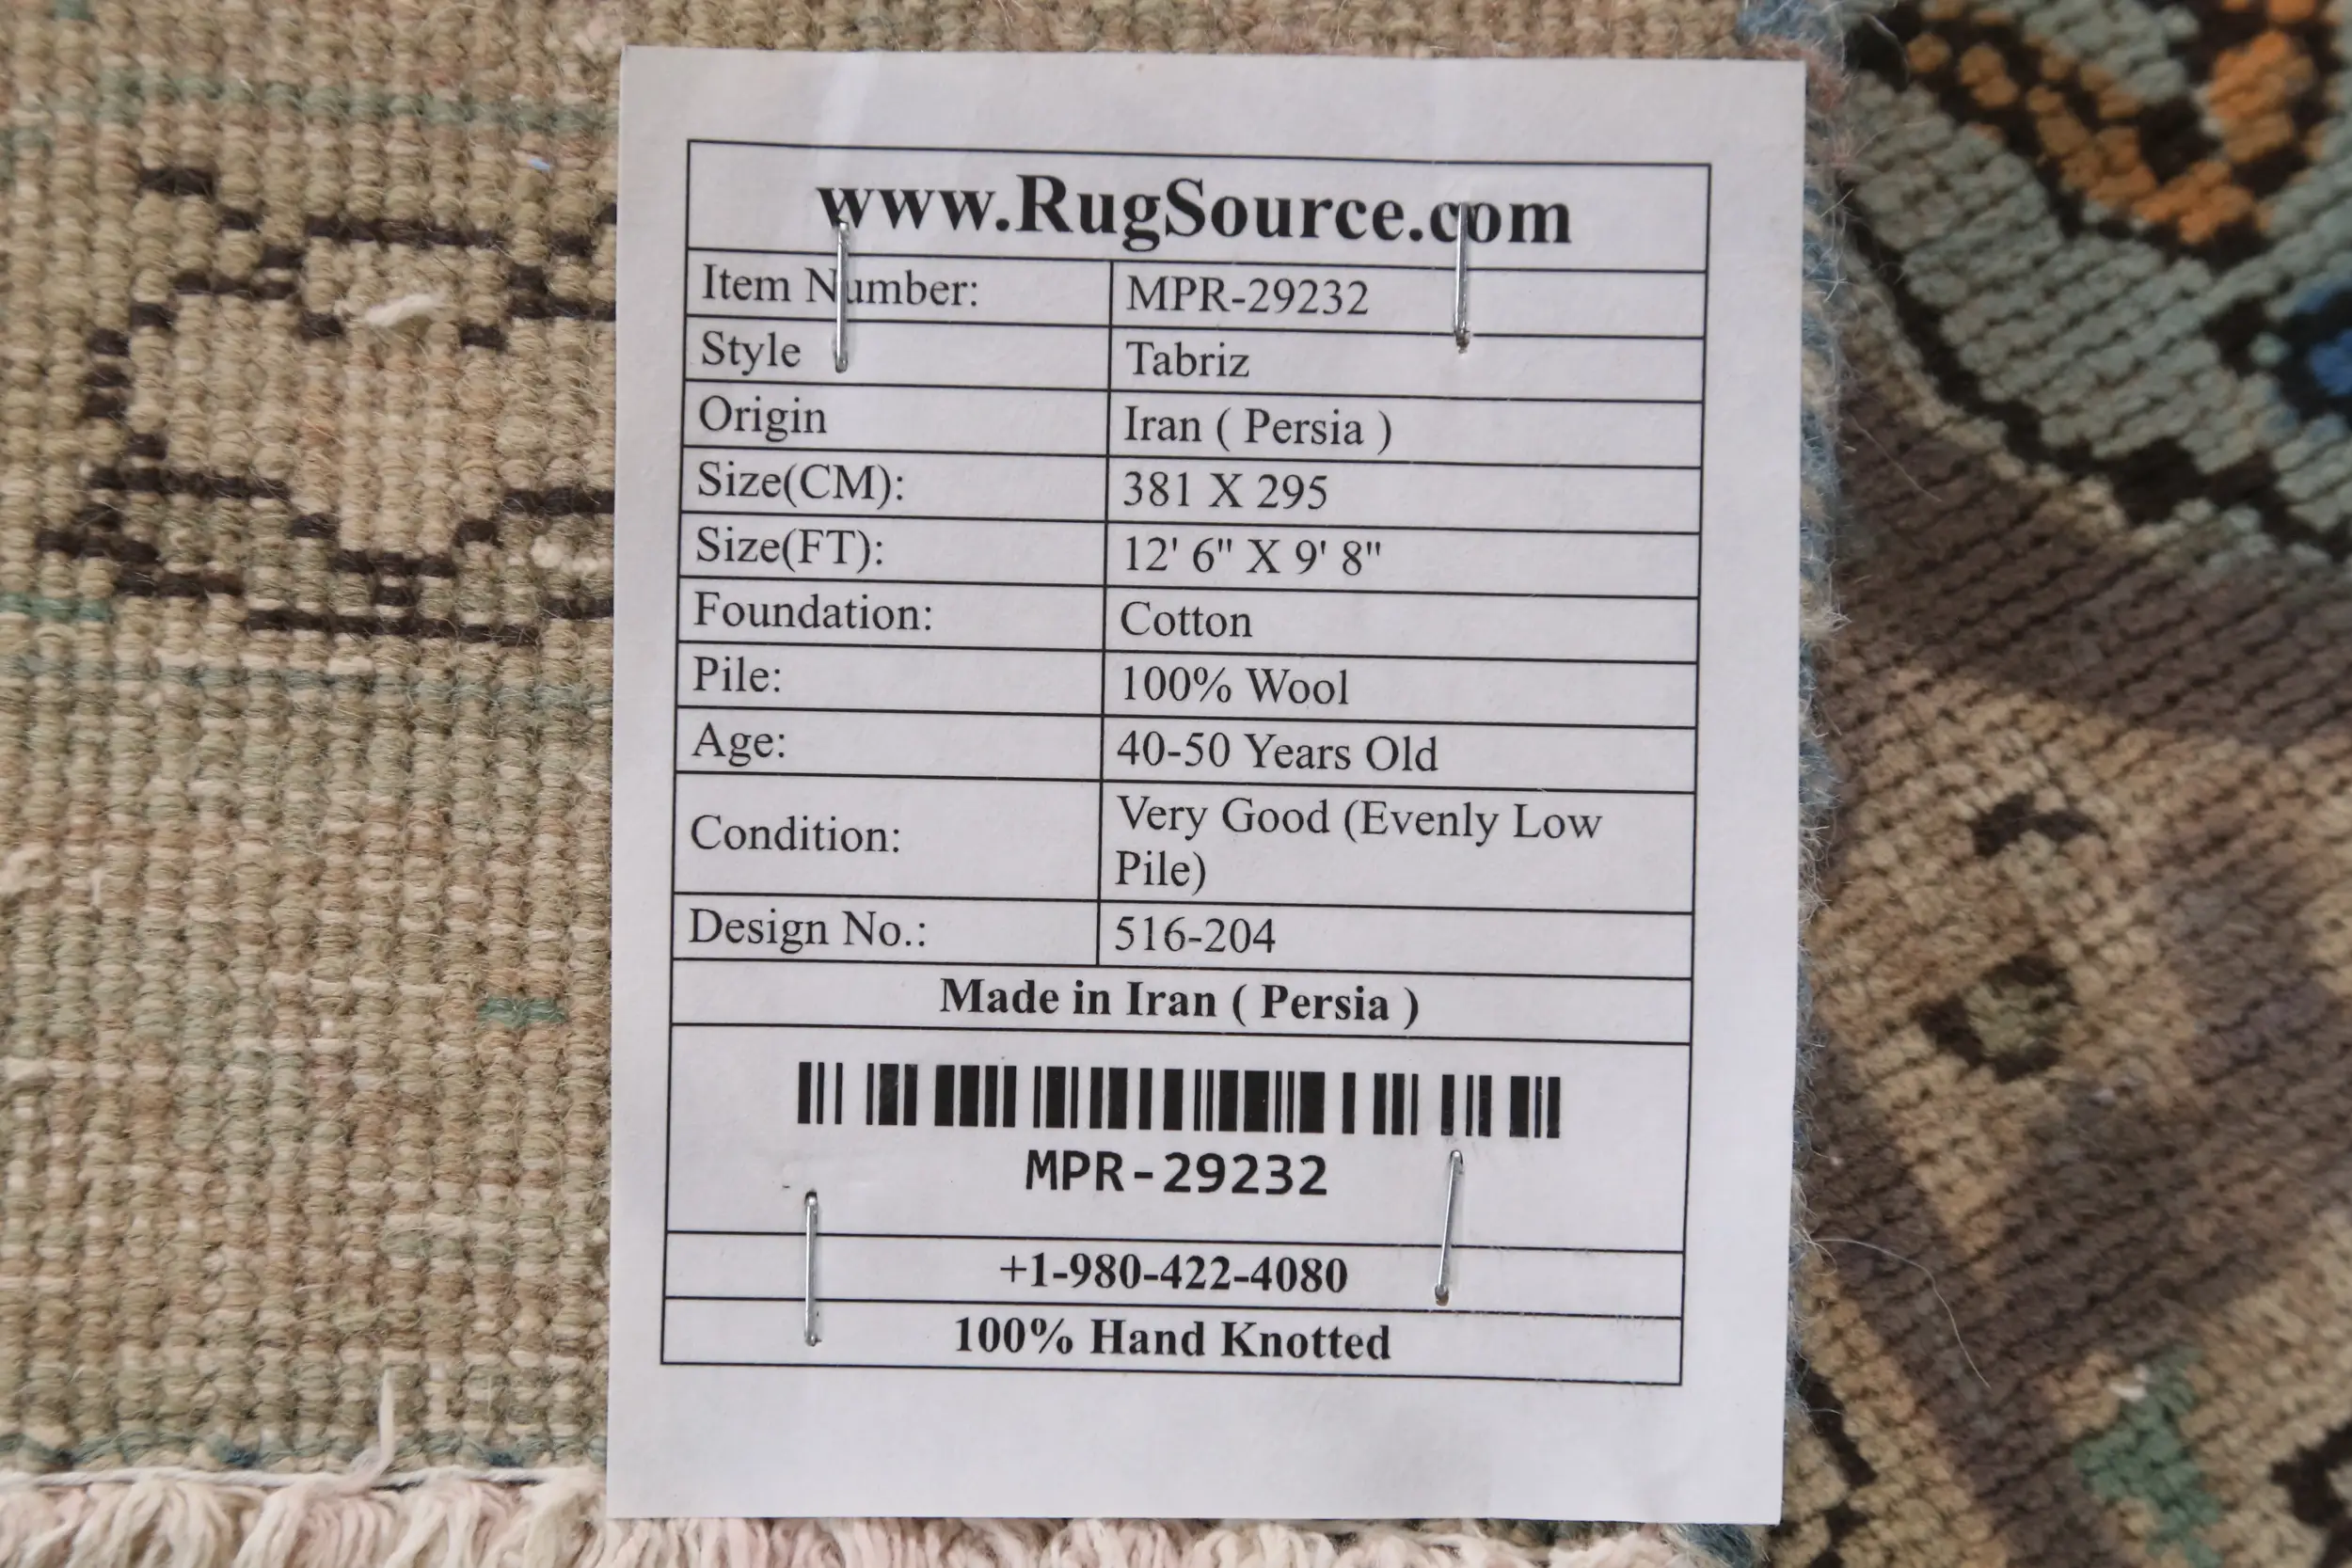 www.RugSource.com
Item Number: MPR-29232
Style Tabriz
Origin Iran ( Persia )
Size(CM): 381 X 295
Size(FT): 12' 6" X 9' 8"
Foundation: Cotton
Pile: 100% Wool
Age: 40-50 Years Old
Condition: Very Good (Evenly Low
Pile)
Design No.: 516-204
Made in Iran ( Persia )
MPR-29232
+1-980-422-4080
100% Hand Knotted